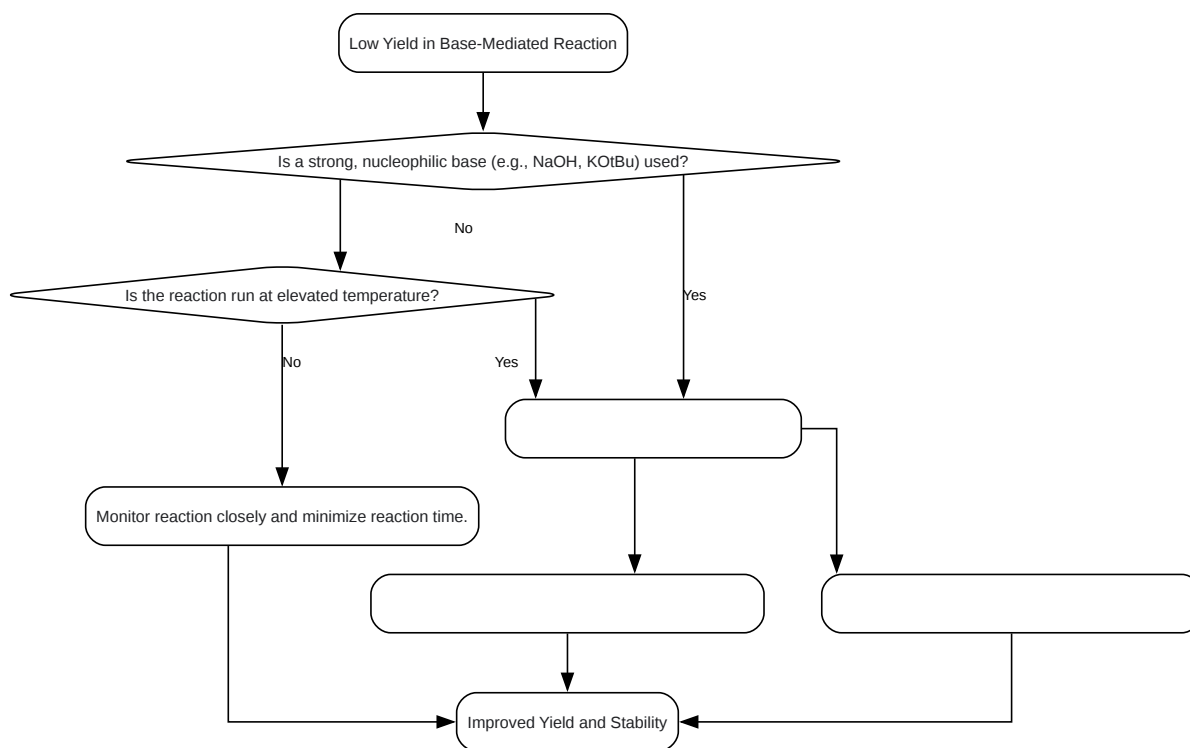 Low Yield in Base-Mediated Reaction
Is a strong, nucleophilic base (e.g., NaOH, KOtBu) used?
No
Is the reaction run at elevated temperature?
Yes
No
Yes
Monitor reaction closely and minimize reaction time.
Improved Yield and Stability